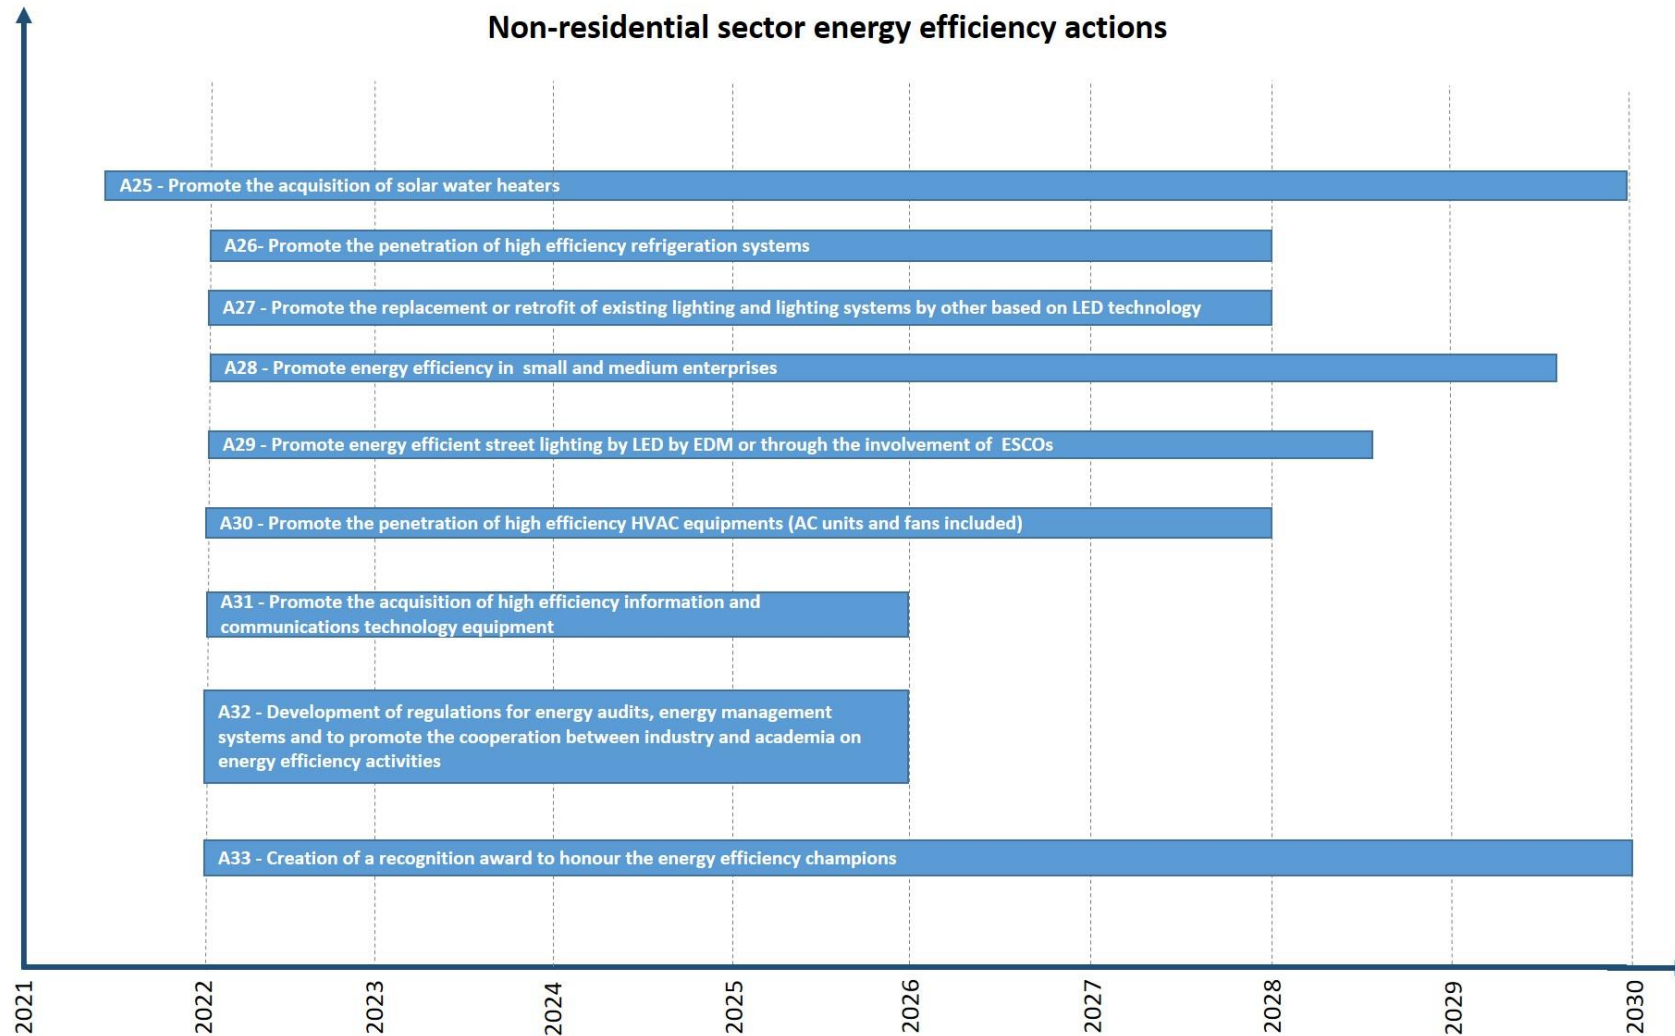 Non-residential sector energy efficiency actions
A25 - Promote the acquisition of solar water heaters
A26- Promote the penetration of high efficiency refrigeration systems
A27 - Promote the replacement or retrofit of existing lighting and lighting systems by other based on LED technology
A28 - Promote energy efficiency in  small and medium enterprises
A29 - Promote energy efficient street lighting by LED by EDM or through the involvement of  ESCOs
A30 - Promote the penetration of high efficiency HVAC equipments (AC units and fans included)
A31 - Promote the acquisition of high efficiency information and
communications technology equipment
A32 - Development of regulations for energy audits, energy management
systems and to promote the cooperation between industry and academia on
energy efficiency activities
A33 - Creation of a recognition award to honour the energy efficiency champions
2021
2022
2023
2024
2025
2026
2027
2028
2029
2030